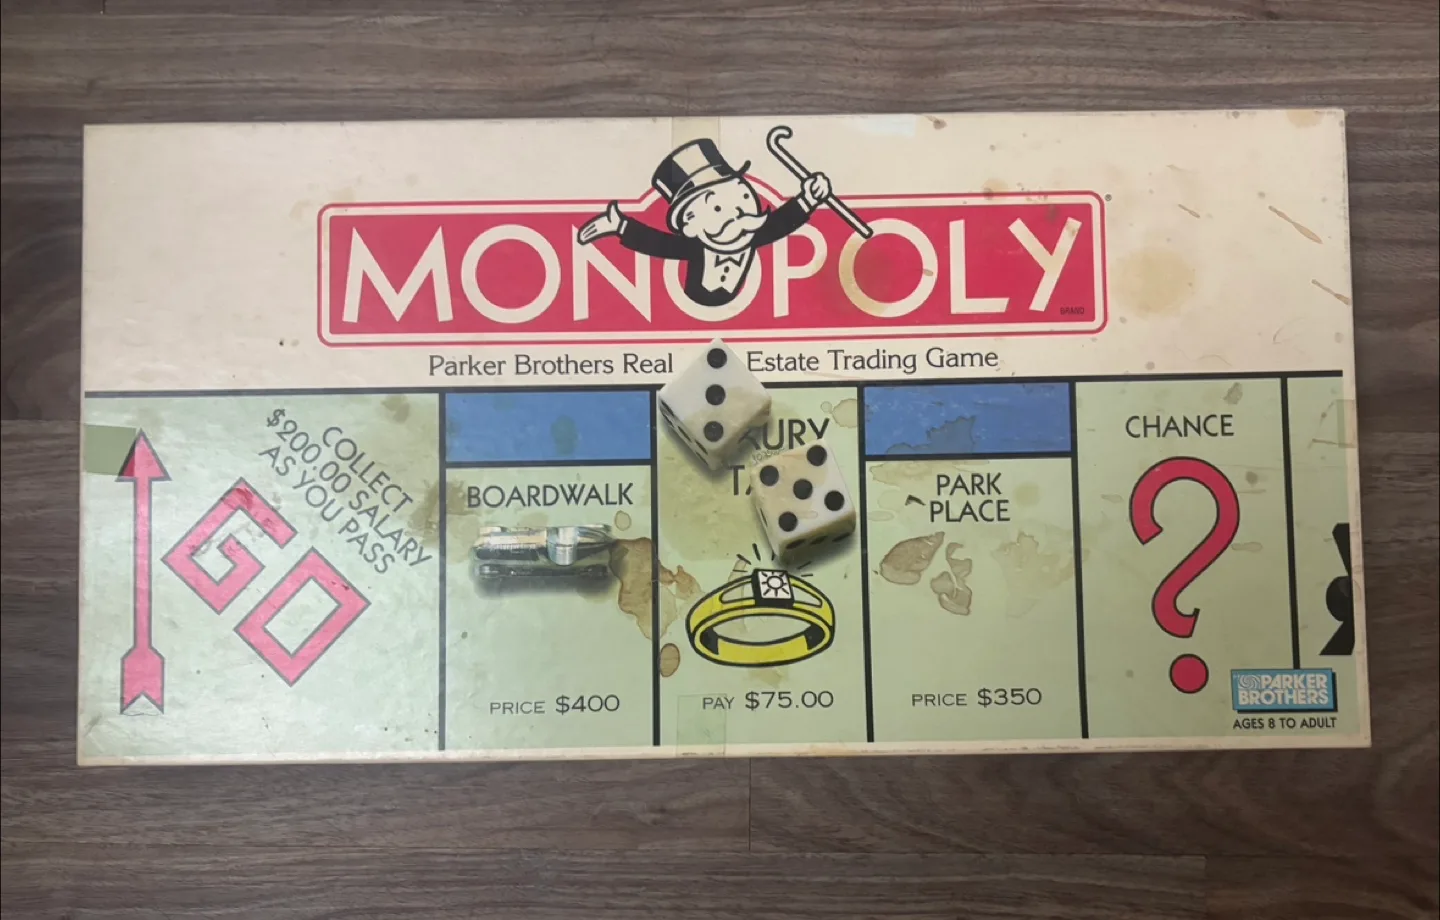 MONOPOLY
®
BRAND
Parker Brothers Real Estate Trading Game
COLLECT
$200.00 SALARY
AS YOU PASS
GO
BOARDWALK
PRICE $400
XURY
PAY $75.00
PARK
PLACE
PRICE $350
CHANCE
?
PARKER
BROTHERS
AGES 8 TO ADULT